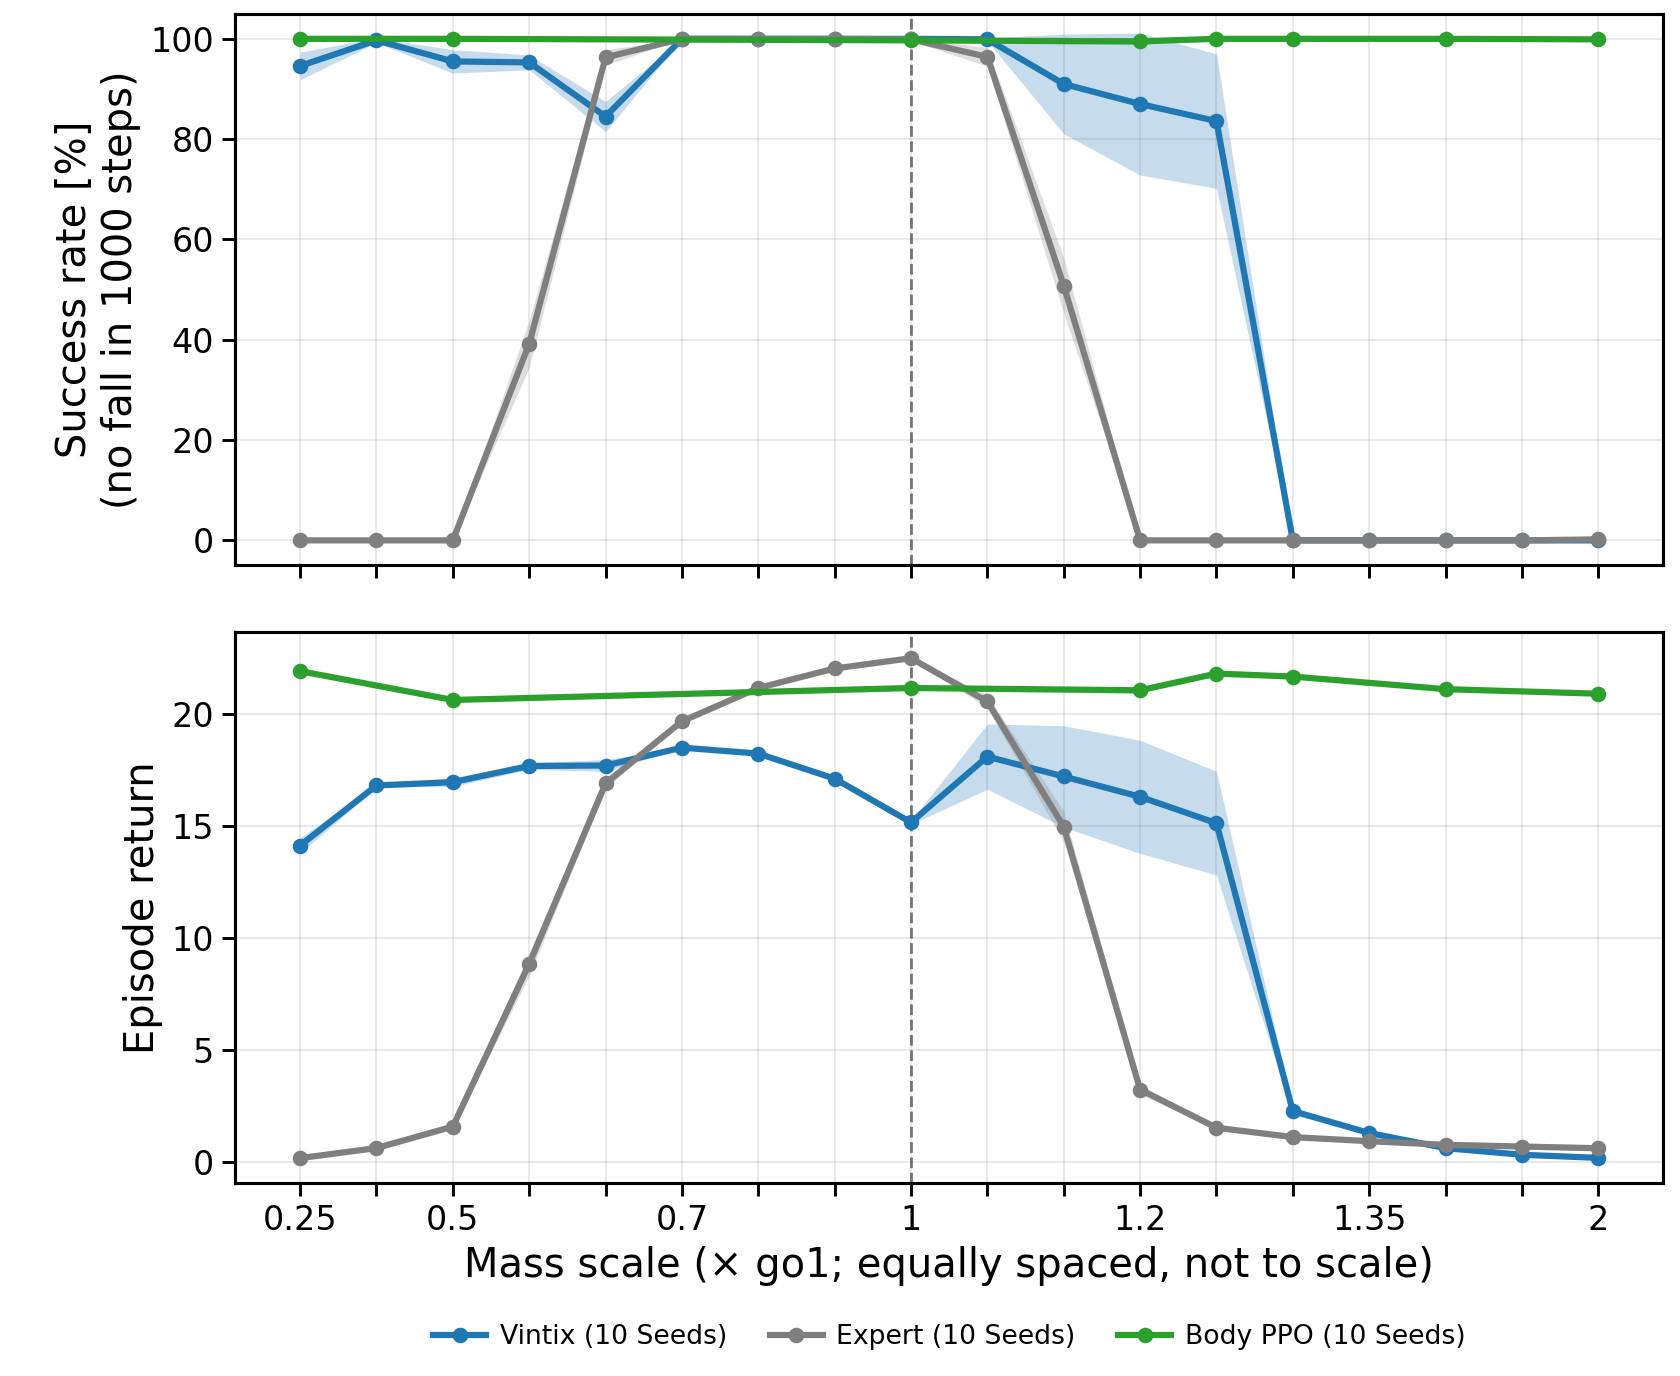 Success rate [%]
(no fall in 1000 steps)
100
80
60
40
20
0
Episode return
20
15
10
5
0
0.25 0.5 0.7 1 1.2 1.35 2
Mass scale (× go1; equally spaced, not to scale)
Vintix (10 Seeds) Expert (10 Seeds) Body PPO (10 Seeds)